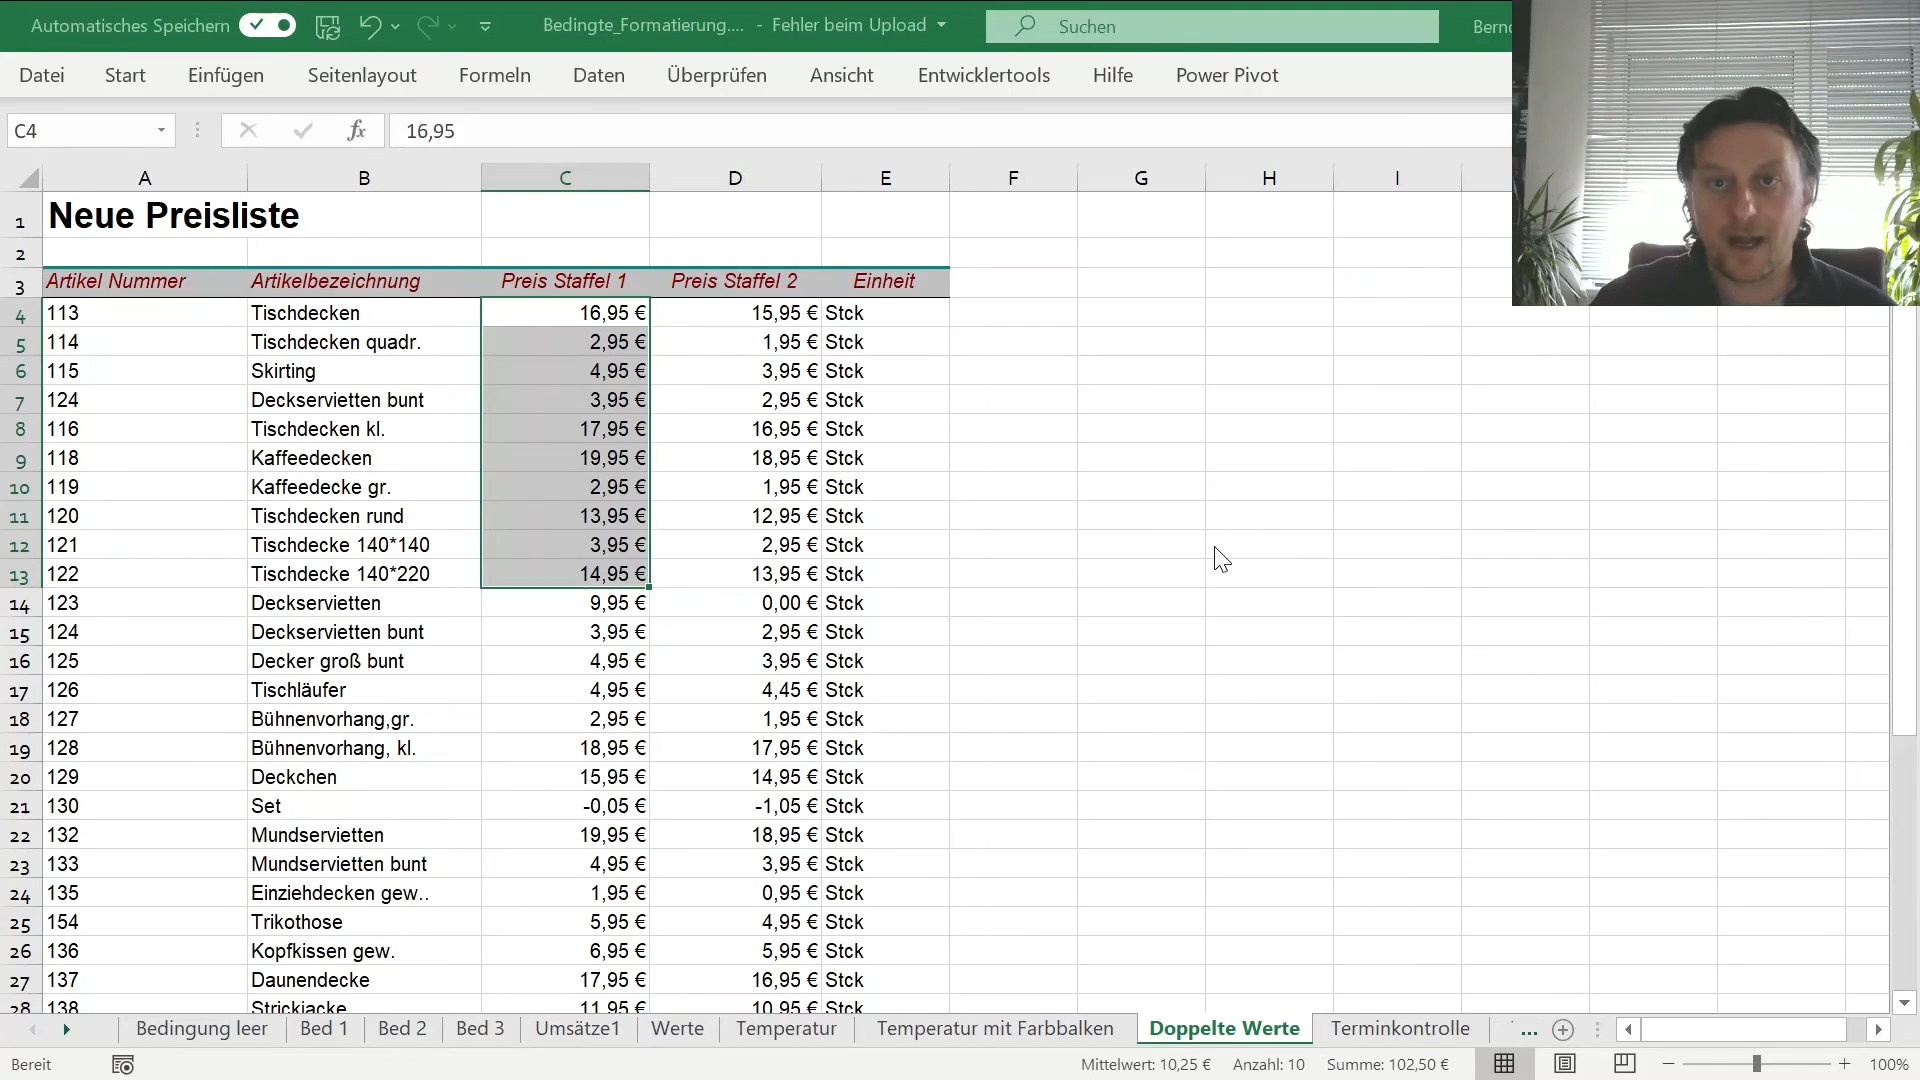 Automatisches Speichern Bedingte_Formatierung.... - Fehler beim Upload Suchen
Datei Start Einfügen Seitenlayout Formeln Daten Überprüfen Ansicht Entwicklertools Hilfe Power Pivot
C4 fx 16,95
A B C D E F G H I
1 Neue Preisliste
2
3 Artikel Nummer Artikelbezeichnung Preis Staffel 1 Preis Staffel 2 Einheit
4 113 Tischdecken 16,95 € 15,95 € Stck
5 114 Tischdecken quadr. 2,95 € 1,95 € Stck
6 115 Skirting 4,95 € 3,95 € Stck
7 124 Deckservietten bunt 3,95 € 2,95 € Stck
8 116 Tischdecken kl. 17,95 € 16,95 € Stck
9 118 Kaffeedecken 19,95 € 18,95 € Stck
10 119 Kaffeedecke gr. 2,95 € 1,95 € Stck
11 120 Tischdecken rund 13,95 € 12,95 € Stck
12 121 Tischdecke 140*140 3,95 € 2,95 € Stck
13 122 Tischdecke 140*220 14,95 € 13,95 € Stck
14 123 Deckservietten 9,95 € 0,00 € Stck
15 124 Deckservietten bunt 3,95 € 2,95 € Stck
16 125 Decker groß bunt 4,95 € 3,95 € Stck
17 126 Tischläufer 4,95 € 4,45 € Stck
18 127 Bühnenvorhang,gr. 2,95 € 1,95 € Stck
19 128 Bühnenvorhang, kl. 18,95 € 17,95 € Stck
20 129 Deckchen 15,95 € 14,95 € Stck
21 130 Set -0,05 € -1,05 € Stck
22 132 Mundservietten 19,95 € 18,95 € Stck
23 133 Mundservietten bunt 4,95 € 3,95 € Stck
24 135 Einziehdecken gew.. 1,95 € 0,95 € Stck
25 154 Trikothose 5,95 € 4,95 € Stck
26 136 Kopfkissen gew. 6,95 € 5,95 € Stck
27 137 Daunendecke 17,95 € 16,95 € Stck
28 138 Strickjacke 11,95 € 10,95 € Stck
Bedingung leer Bed 1 Bed 2 Bed 3 Umsätze1 Werte Temperatur Temperatur mit Farbbalken Doppelte Werte Terminkontrolle ...
Bereit Mittelwert: 10,25 € Anzahl: 10 Summe: 102,50 € 100%